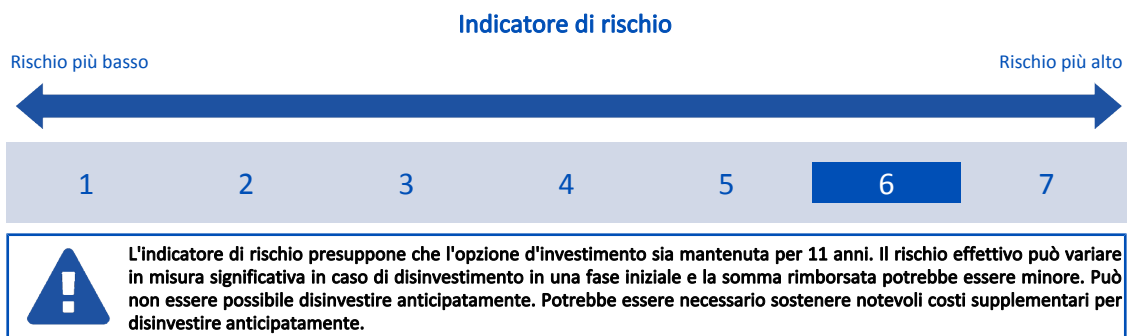 Indicatore di rischio
Rischio più basso
Rischio più alto
1 2 3 4 5 6 7
L'indicatore di rischio presuppone che l'opzione d'investimento sia mantenuta per 11 anni. Il rischio effettivo può variare
in misura significativa in caso di disinvestimento in una fase iniziale e la somma rimborsata potrebbe essere minore. Può
non essere possibile disinvestire anticipatamente. Potrebbe essere necessario sostenere notevoli costi supplementari per
disinvestire anticipatamente.